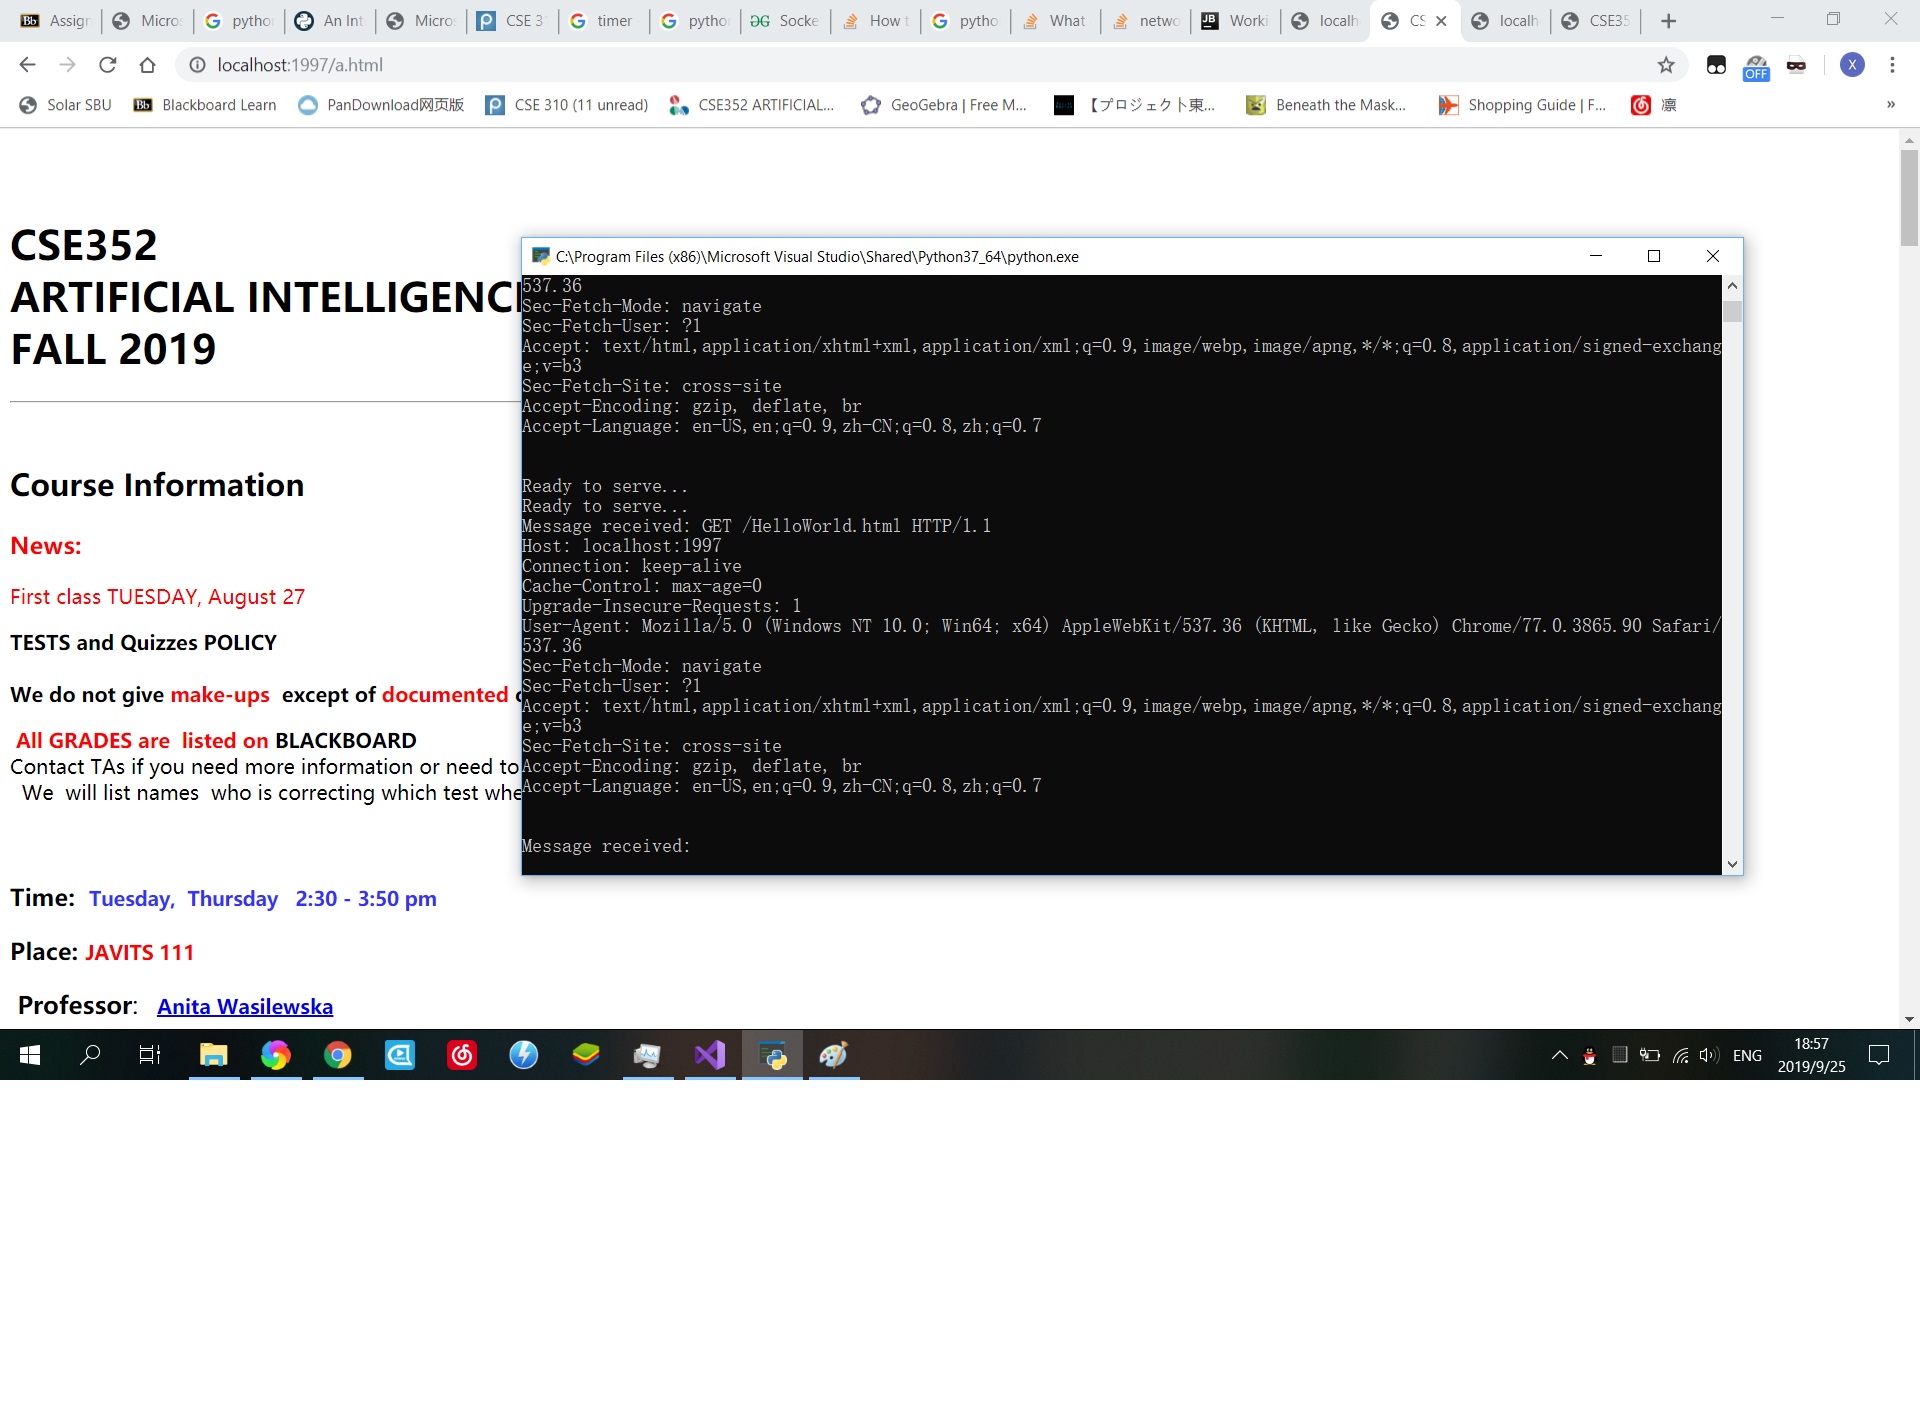 Assign Micros python An Int Micros CSE 31 timer python Socke How t python What netwo Worki localh CS localh CSE35
localhost:1997/a.html
OFF
X
Solar SBU Blackboard Learn PanDownload网页版 CSE 310 (11 unread) CSE352 ARTIFICIAL... GeoGebra | Free M... 【プロジェクト東... Beneath the Mask... Shopping Guide | F... 凛 »
CSE352
ARTIFICIAL INTELLIGENC
FALL 2019
Course Information
News:
First class TUESDAY, August 27
TESTS and Quizzes POLICY
We do not give make-ups except of documented
All GRADES are listed on BLACKBOARD
Contact TAs if you need more information or need to
We will list names who is correcting which test whe
Time: Tuesday, Thursday 2:30 - 3:50 pm
Place: JAVITS 111
Professor: Anita Wasilewska
C:\Program Files (x86)\Microsoft Visual Studio\Shared\Python37_64\python.exe
537.36
Sec-Fetch-Mode: navigate
Sec-Fetch-User: ?1
Accept: text/html,application/xhtml+xml,application/xml;q=0.9,image/webp,image/apng,*/*;q=0.8,application/signed-exchang
e;v=b3
Sec-Fetch-Site: cross-site
Accept-Encoding: gzip, deflate, br
Accept-Language: en-US,en;q=0.9,zh-CN;q=0.8,zh;q=0.7
Ready to serve...
Ready to serve...
Message received: GET /HelloWorld.html HTTP/1.1
Host: localhost:1997
Connection: keep-alive
Cache-Control: max-age=0
Upgrade-Insecure-Requests: 1
User-Agent: Mozilla/5.0 (Windows NT 10.0; Win64; x64) AppleWebKit/537.36 (KHTML, like Gecko) Chrome/77.0.3865.90 Safari/
537.36
Sec-Fetch-Mode: navigate
Sec-Fetch-User: ?1
Accept: text/html,application/xhtml+xml,application/xml;q=0.9,image/webp,image/apng,*/*;q=0.8,application/signed-exchang
e;v=b3
Sec-Fetch-Site: cross-site
Accept-Encoding: gzip, deflate, br
Accept-Language: en-US,en;q=0.9,zh-CN;q=0.8,zh;q=0.7
Message received:
ENG
18:57
2019/9/25